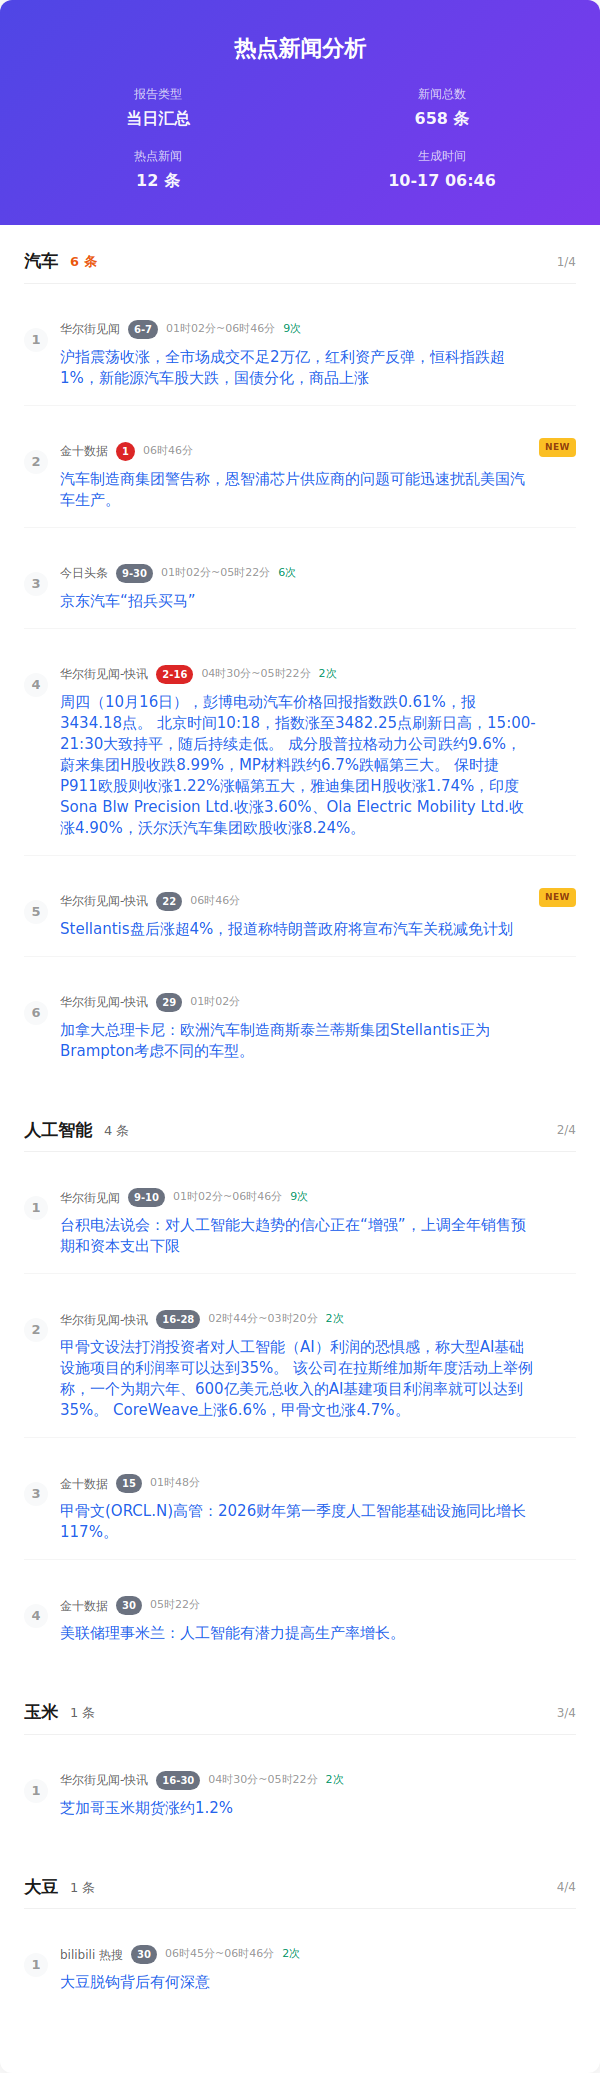 热点新闻分析
报告类型
新闻总数
当日汇总
658 条
热点新闻
生成时间
12 条
10-17 06:46
汽车 6 条 1/4
1
华尔街见闻 6-7 01时02分~06时46分 9次
沪指震荡收涨，全市场成交不足2万亿，红利资产反弹，恒科指跌超
1%，新能源汽车股大跌，国债分化，商品上涨
2
金十数据 1 06时46分 NEW
汽车制造商集团警告称，恩智浦芯片供应商的问题可能迅速扰乱美国汽
车生产。
3
今日头条 9-30 01时02分~05时22分 6次
京东汽车“招兵买马”
4
华尔街见闻-快讯 2-16 04时30分~05时22分 2次
周四（10月16日），彭博电动汽车价格回报指数跌0.61%，报
3434.18点。 北京时间10:18，指数涨至3482.25点刷新日高，15:00-
21:30大致持平，随后持续走低。 成分股普拉格动力公司跌约9.6%，
蔚来集团H股收跌8.99%，MP材料跌约6.7%跌幅第三大。 保时捷
P911欧股则收涨1.22%涨幅第五大，雅迪集团H股收涨1.74%，印度
Sona Blw Precision Ltd.收涨3.60%、Ola Electric Mobility Ltd.收
涨4.90%，沃尔沃汽车集团欧股收涨8.24%。
5
华尔街见闻-快讯 22 06时46分 NEW
Stellantis盘后涨超4%，报道称特朗普政府将宣布汽车关税减免计划
6
华尔街见闻-快讯 29 01时02分
加拿大总理卡尼：欧洲汽车制造商斯泰兰蒂斯集团Stellantis正为
Brampton考虑不同的车型。
人工智能 4 条 2/4
1
华尔街见闻 9-10 01时02分~06时46分 9次
台积电法说会：对人工智能大趋势的信心正在“增强”，上调全年销售预
期和资本支出下限
2
华尔街见闻-快讯 16-28 02时44分~03时20分 2次
甲骨文设法打消投资者对人工智能（AI）利润的恐惧感，称大型AI基础
设施项目的利润率可以达到35%。 该公司在拉斯维加斯年度活动上举例
称，一个为期六年、600亿美元总收入的AI基建项目利润率就可以达到
35%。 CoreWeave上涨6.6%，甲骨文也涨4.7%。
3
金十数据 15 01时48分
甲骨文(ORCL.N)高管：2026财年第一季度人工智能基础设施同比增长
117%。
4
金十数据 30 05时22分
美联储理事米兰：人工智能有潜力提高生产率增长。
玉米 1 条 3/4
1
华尔街见闻-快讯 16-30 04时30分~05时22分 2次
芝加哥玉米期货涨约1.2%
大豆 1 条 4/4
1
bilibili 热搜 30 06时45分~06时46分 2次
大豆脱钩背后有何深意